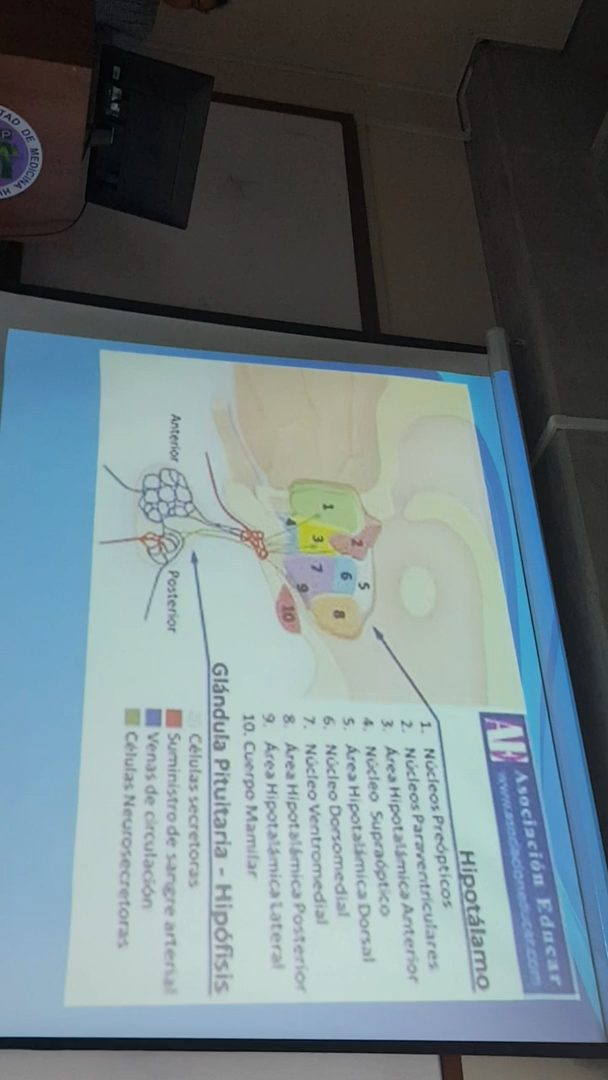 Asociación Educar
www.asociacioneducar.com
AE
Hipotálamo
1. Núcleos Preópticos
2. Núcleos Paraventriculares
3. Área Hipotalámica Anterior
4. Núcleo Supraóptico
5. Área Hipotalámica Dorsal
6. Núcleo Dorsomedial
7. Núcleo Ventromedial
8. Área Hipotalámica Posterior
9. Área Hipotalámica Lateral
10. Cuerpo Mamilar
Glándula Pituitaria - Hipófisis
Células secretoras
Suministro de sangre arterial
Venas de circulación
Células Neurosecretoras
1
2
3
4
5
6
7
8
9
10
Anterior
Posterior
DE MEDICINA